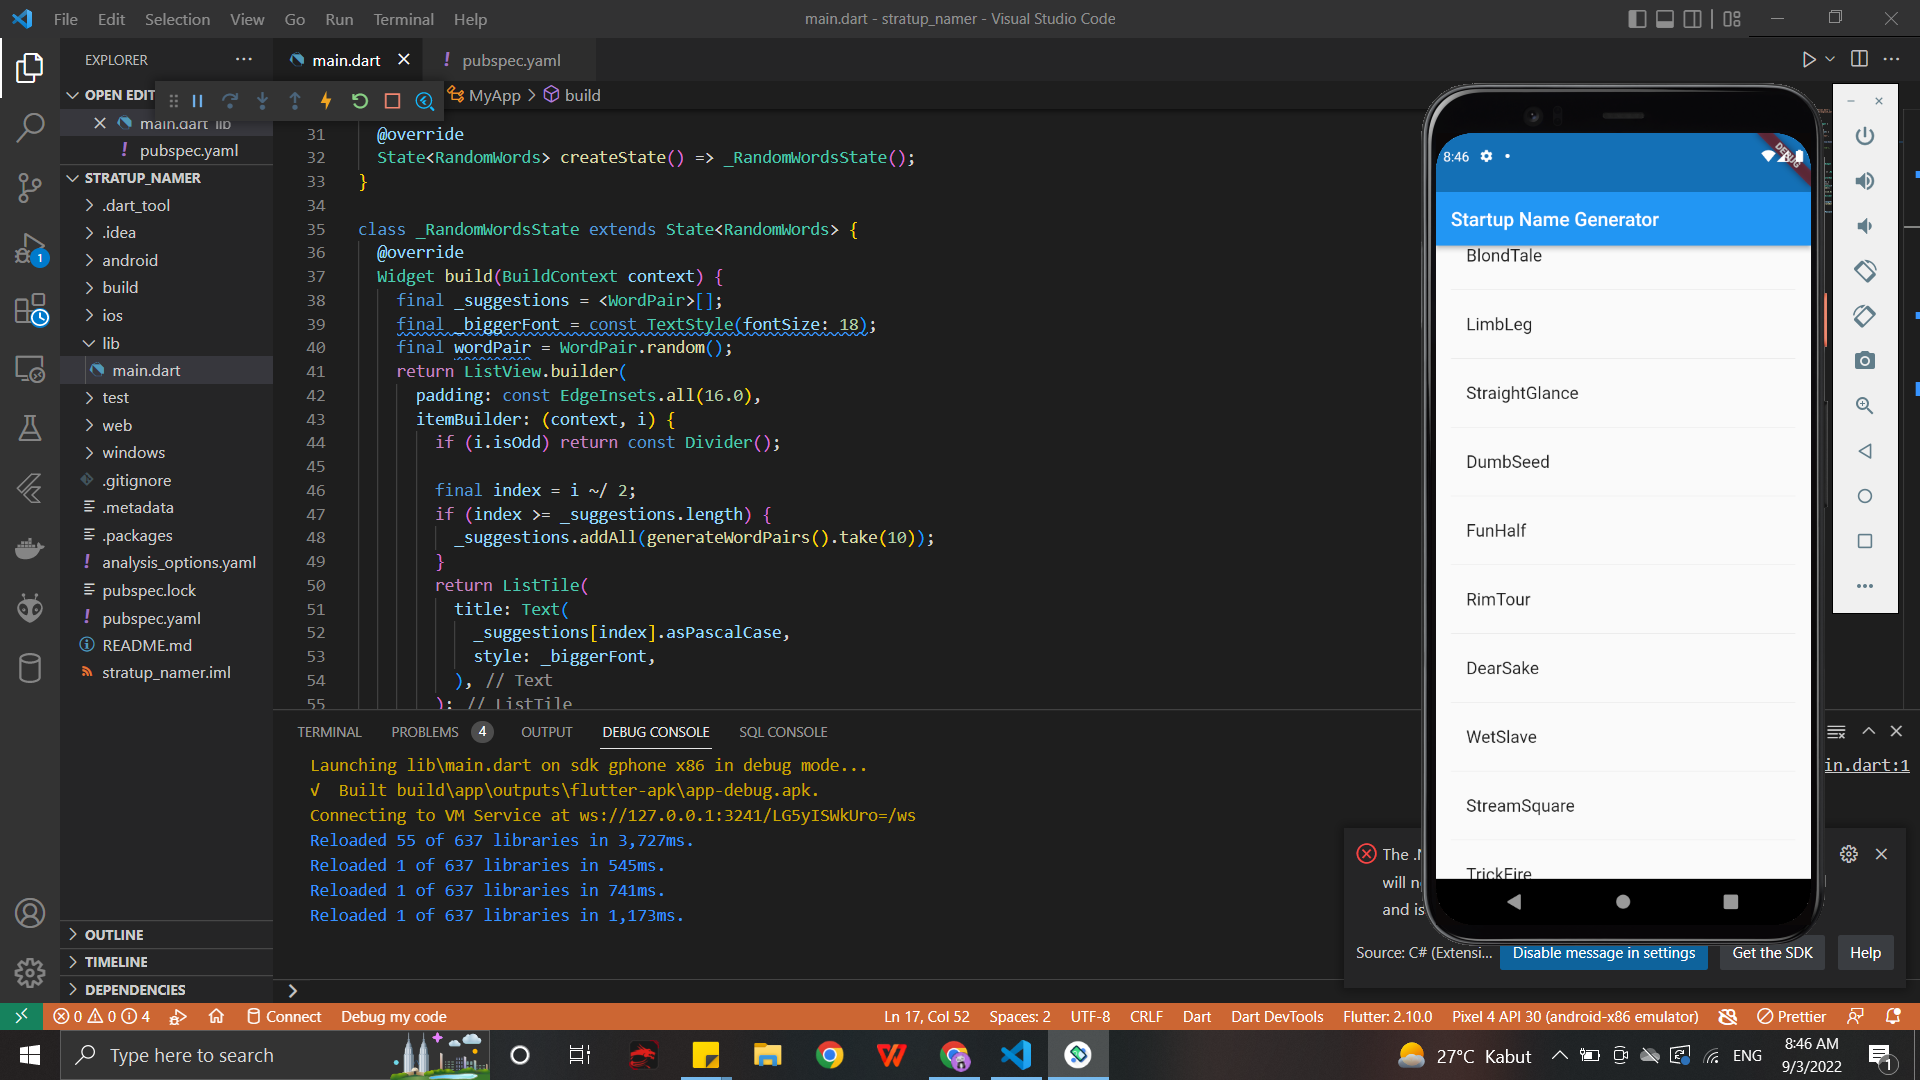 File Edit Selection View Go Run Terminal Help
main.dart - stratup_namer - Visual Studio Code
EXPLORER
main.dart
! pubspec.yaml
OPEN EDIT
main.dart lib
! pubspec.yaml
MyApp > build
STRATUP_NAMER
.dart_tool
.idea
android
build
ios
lib
main.dart
test
web
windows
.gitignore
.metadata
.packages
! analysis_options.yaml
pubspec.lock
! pubspec.yaml
README.md
stratup_namer.iml
OUTLINE
TIMELINE
DEPENDENCIES
1
31 @override
32 State<RandomWords> createState() => _RandomWordsState();
33 }
34
35 class _RandomWordsState extends State<RandomWords> {
36 @override
37 Widget build(BuildContext context) {
38 final _suggestions = <WordPair>[];
39 final _biggerFont = const TextStyle(fontSize: 18);
40 final wordPair = WordPair.random();
41 return ListView.builder(
42 padding: const EdgeInsets.all(16.0),
43 itemBuilder: (context, i) {
44 if (i.isOdd) return const Divider();
45
46 final index = i ~/ 2;
47 if (index >= _suggestions.length) {
48 _suggestions.addAll(generateWordPairs().take(10));
49 }
50 return ListTile(
51 title: Text(
52 _suggestions[index].asPascalCase,
53 style: _biggerFont,
54 ), // Text
55 ); // ListTile
TERMINAL PROBLEMS 4 OUTPUT DEBUG CONSOLE SQL CONSOLE
Launching lib\main.dart on sdk gphone x86 in debug mode...
√ Built build\app\outputs\flutter-apk\app-debug.apk.
Connecting to VM Service at ws://127.0.0.1:3241/LG5yISWkUro=/ws
Reloaded 55 of 637 libraries in 3,727ms.
Reloaded 1 of 637 libraries in 545ms.
Reloaded 1 of 637 libraries in 741ms.
Reloaded 1 of 637 libraries in 1,173ms.
in.dart:1
8:46
DEBUG
Startup Name Generator
BlondTale
LimbLeg
StraightGlance
DumbSeed
FunHalf
RimTour
DearSake
WetSlave
StreamSquare
TrickFire
The
will
and is
Source: C# (Extensi...
Disable message in settings
Get the SDK
Help
0 0 4 Connect Debug my code
Ln 17, Col 52 Spaces: 2 UTF-8 CRLF Dart Dart DevTools Flutter: 2.10.0 Pixel 4 API 30 (android-x86 emulator) Prettier
Type here to search
27°C Kabut
ENG
8:46 AM
9/3/2022
1